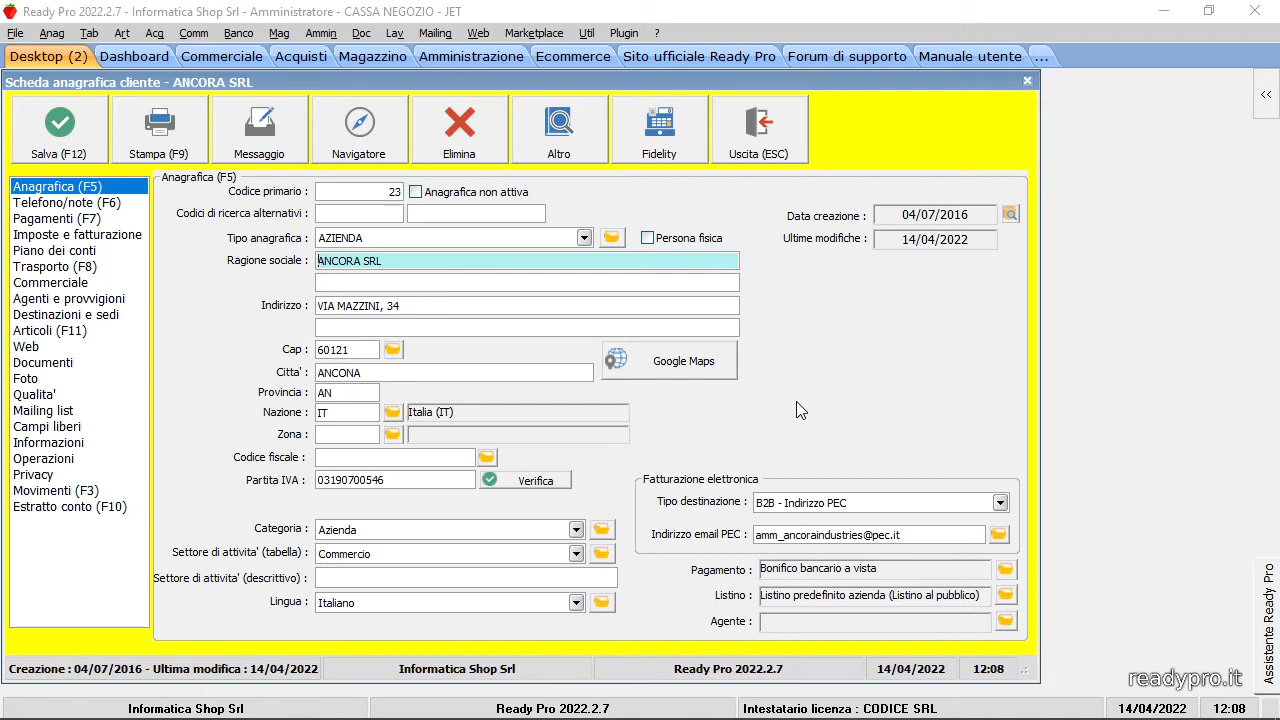 Ready Pro 2022.2.7 - Informatica Shop Srl - Amministratore - CASSA NEGOZIO - JET
File Anag Tab Art Acq Comm Banco Mag Ammin Doc Lav Mailing Web Marketplace Util Plugin ?
Desktop (2) Dashboard Commerciale Acquisti Magazzino Amministrazione Ecommerce Sito ufficiale Ready Pro Forum di supporto Manuale utente ...
Scheda anagrafica cliente - ANCORA SRL
<<
Salva (F12) Stampa (F9) Messaggio Navigatore Elimina Altro Fidelity Uscita (ESC)
Anagrafica (F5)
Telefono/note (F6)
Pagamenti (F7)
Imposte e fatturazione
Piano dei conti
Trasporto (F8)
Commerciale
Agenti e provvigioni
Destinazioni e sedi
Articoli (F11)
Web
Documenti
Foto
Qualita'
Mailing list
Campi liberi
Informazioni
Operazioni
Privacy
Movimenti (F3)
Estratto conto (F10)
Anagrafica (F5)
Codice primario : 23 Anagrafica non attiva
Codici di ricerca alternativi :
Data creazione : 04/07/2016
Tipo anagrafica : AZIENDA Persona fisica
Ultime modifiche : 14/04/2022
Ragione sociale : ANCORA SRL
Indirizzo : VIA MAZZINI, 34
Cap : 60121
Google Maps
Citta' : ANCONA
Provincia : AN
Nazione : IT Italia (IT)
Zona :
Codice fiscale :
Partita IVA : 03190700546 Verifica
Fatturazione elettronica
Tipo destinazione : B2B - Indirizzo PEC
Indirizzo email PEC : amm_ancoraindustries@pec.it
Categoria : Azienda
Settore di attivita' (tabella) : Commercio
Settore di attivita' (descrittivo) :
Lingua : Italiano
Pagamento : Bonifico bancario a vista
Listino : Listino predefinito azienda (Listino al pubblico)
Agente :
Assistente Ready Pro
Creazione : 04/07/2016 - Ultima modifica : 14/04/2022 Informatica Shop Srl Ready Pro 2022.2.7 14/04/2022 12:08
readypro.it
Informatica Shop Srl Ready Pro 2022.2.7 Intestatario licenza : CODICE SRL 14/04/2022 12:08